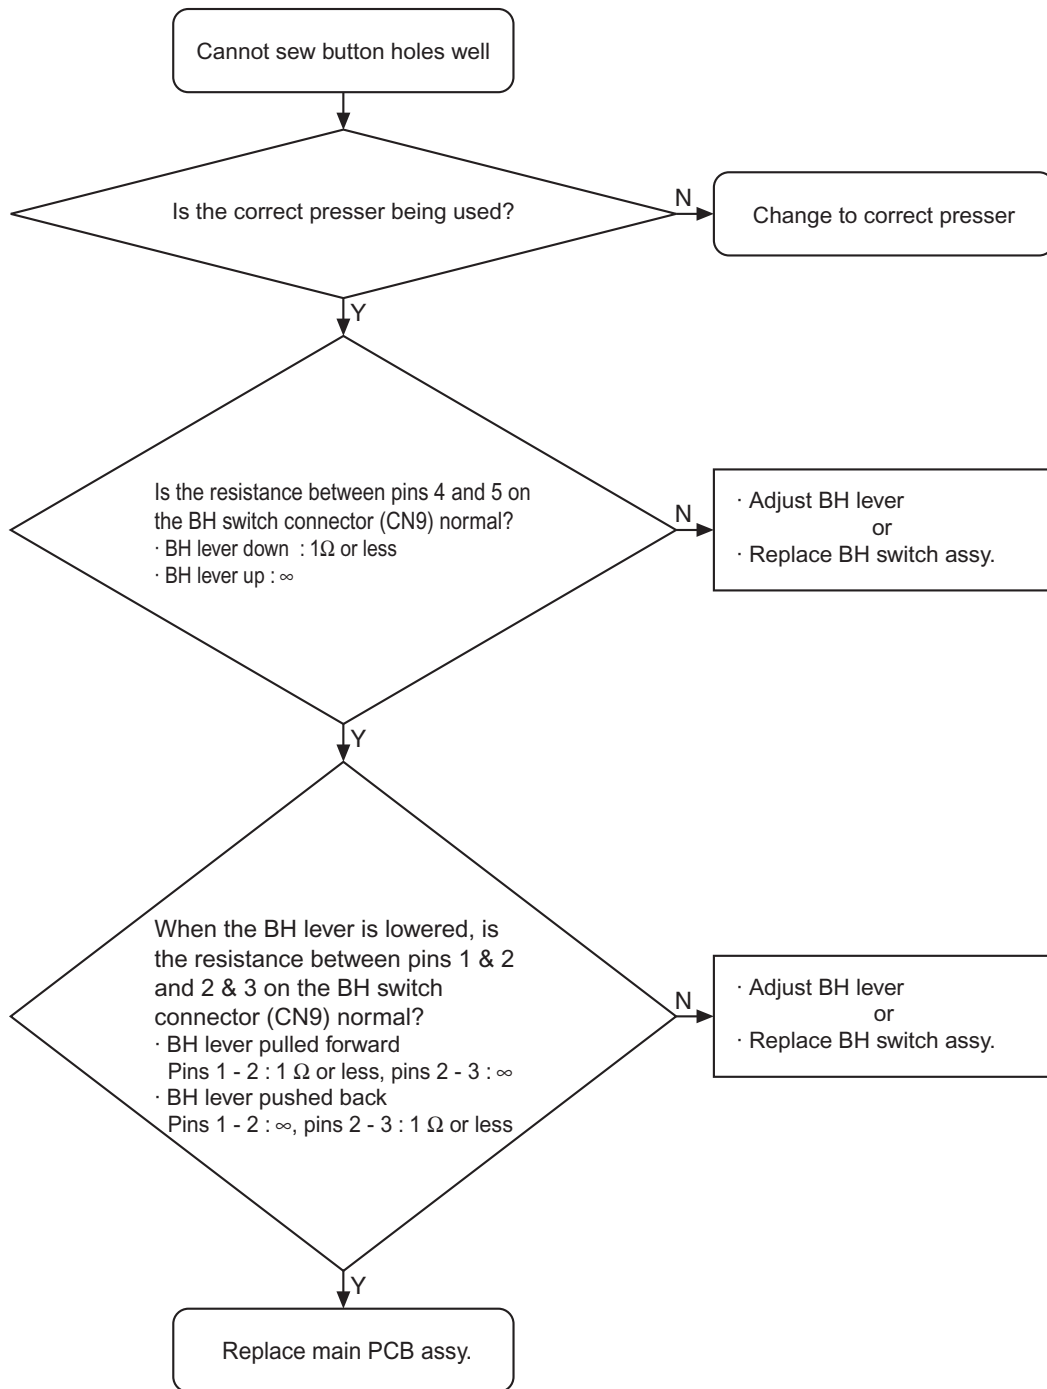 Cannot sew button holes well
Is the correct presser being used?
N
Change to correct presser
Y
Is the resistance between pins 4 and 5 on
the BH switch connector (CN9) normal?
· BH lever down : 1Ω or less
· BH lever up : ∞
N
· Adjust BH lever
or
· Replace BH switch assy.
Y
When the BH lever is lowered, is
the resistance between pins 1 & 2
and 2 & 3 on the BH switch
connector (CN9) normal?
· BH lever pulled forward
Pins 1 - 2 : 1 Ω or less, pins 2 - 3 : ∞
· BH lever pushed back
Pins 1 - 2 : ∞, pins 2 - 3 : 1 Ω or less
N
· Adjust BH lever
or
· Replace BH switch assy.
Y
Replace main PCB assy.